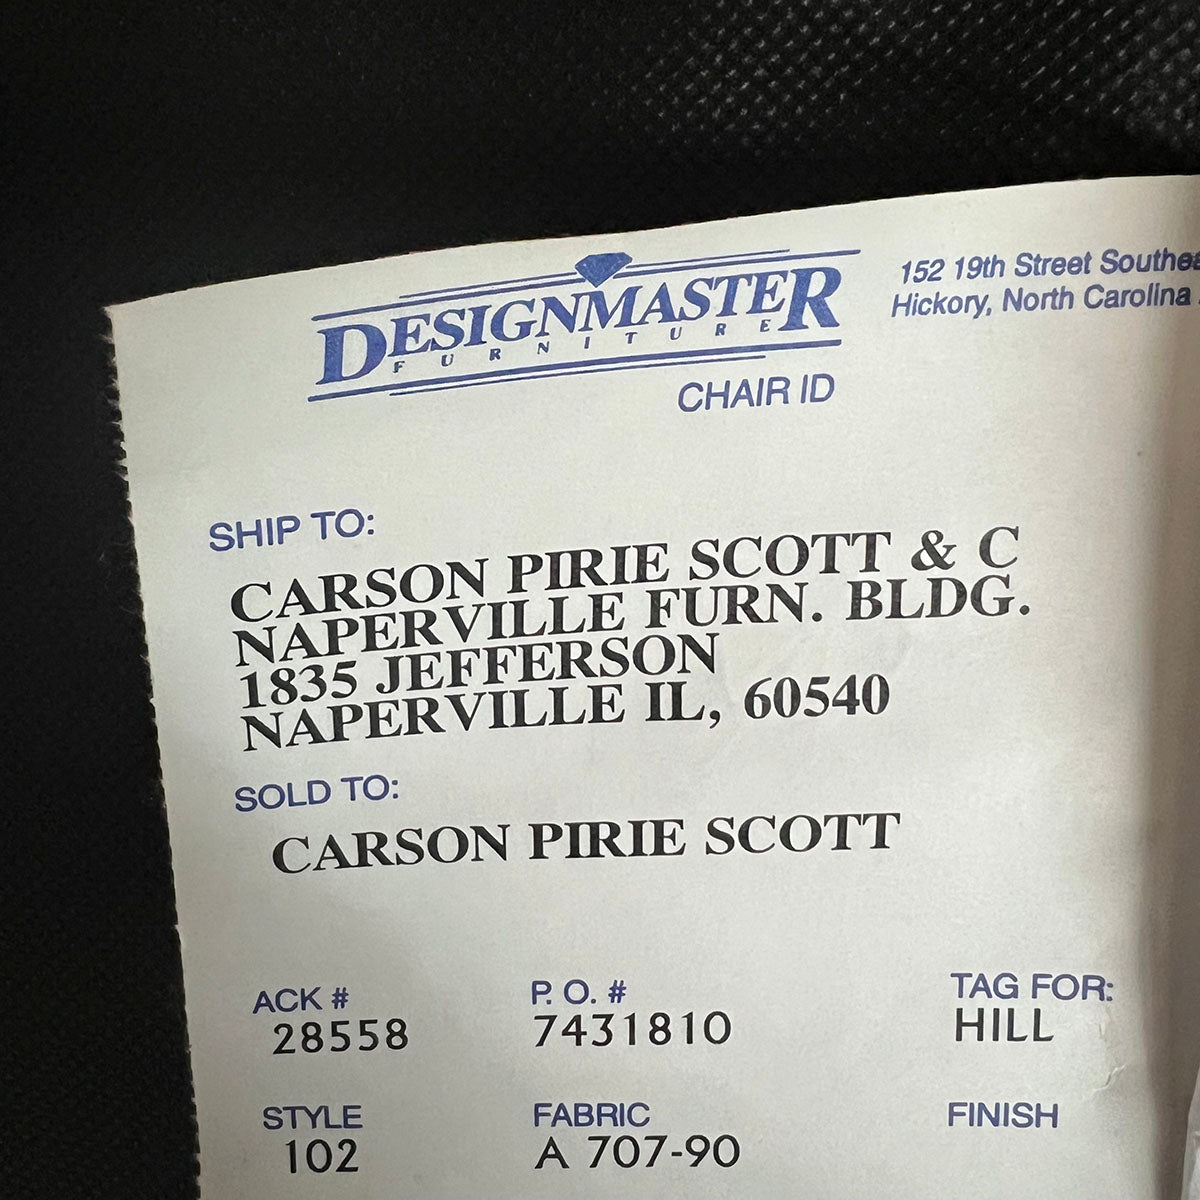 DESIGNMASTER
FURNITURE
CHAIR ID
152 19th Street
Hickory, North Carolina
SHIP TO:
CARSON PIRIE SCOTT & C
NAPERVILLE FURN. BLDG.
1835 JEFFERSON
NAPERVILLE IL, 60540
SOLD TO:
CARSON PIRIE SCOTT
ACK # P. O. # TAG FOR:
28558 7431810 HILL
STYLE FABRIC FINISH
102 A 707-90